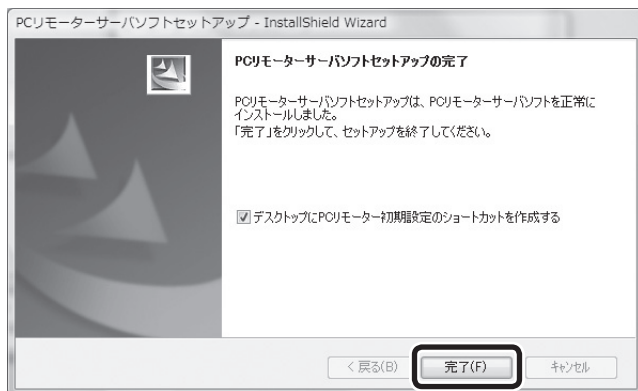 PCリモーターサーバソフトセットアップ - InstallShield Wizard
PCリモーターサーバソフトセットアップの完了
PCリモーターサーバソフトセットアップは、PCリモーターサーバソフトを正常に
インストールしました。
「完了」をクリックして、セットアップを終了してください。
デスクトップにPCリモーター初期設定のショートカットを作成する
< 戻る(B)
完了(F)
キャンセル